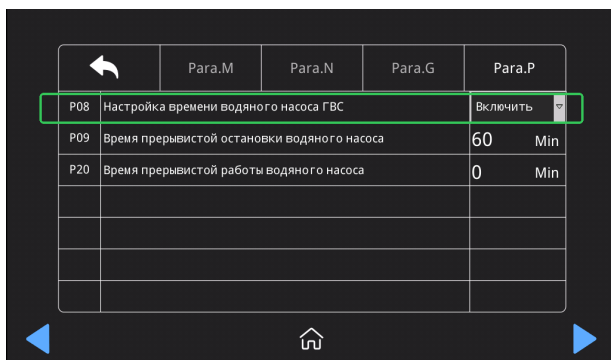 Para.M Para.N Para.G Para.P
P08 Настройка времени водяного насоса ГВС Включить
P09 Время прерывистой остановки водяного насоса 60 Min
P20 Время прерывистой работы водяного насоса 0 Min